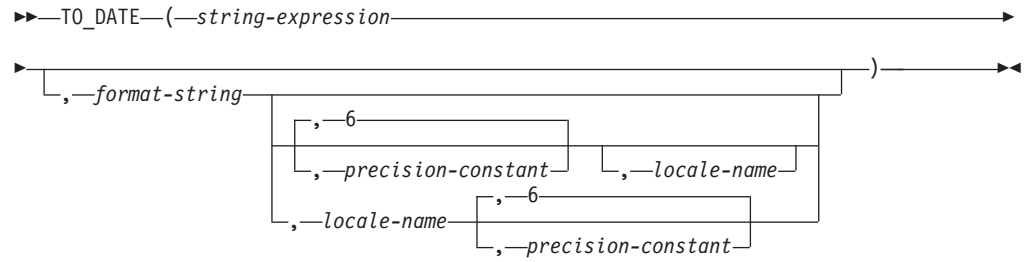 TO_DATE ( string-expression
)
, format-string
, 6
, precision-constant , locale-name
, 6
, locale-name
, precision-constant